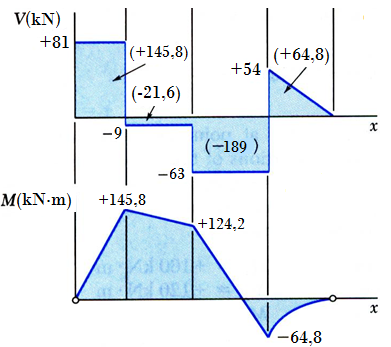 V(kN)
+81
(+145,8)
(+64,8)
+54
(-21,6)
−9
(−189 )
x
−63
M(kN·m)
+145,8
+124,2
x
−64,8